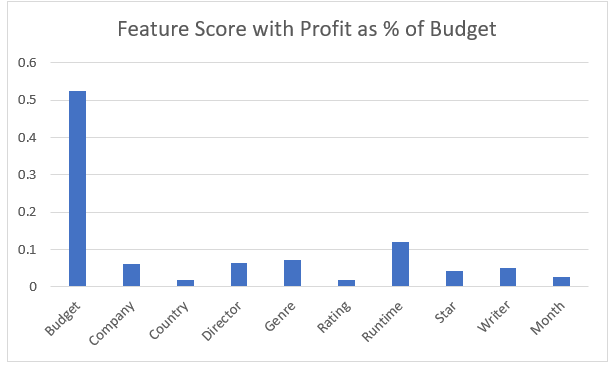 Feature Score with Profit as % of Budget
0.6
0.5
0.4
0.3
0.2
0.1
0
Budget
Company
Country
Director
Genre
Rating
Runtime
Star
Writer
Month